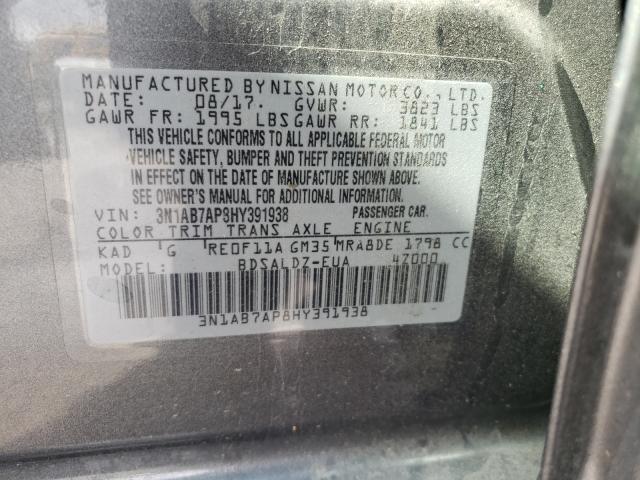 MANUFACTURED BY NISSAN MOTOR CO., LTD.
DATE: 08/17. GVWR: 3823 LBS
GAWR FR: 1995 LBS GAWR RR: 1841 LBS
THIS VEHICLE CONFORMS TO ALL APPLICABLE FEDERAL MOTOR
VEHICLE SAFETY, BUMPER AND THEFT PREVENTION STANDARDS
IN EFFECT ON THE DATE OF MANUFACTURE SHOWN ABOVE.
SEE OWNER'S MANUAL FOR ADDITIONAL INFORMATION.
VIN: 3N1AB7AP3HY391938 PASSENGER CAR.
COLOR TRIM TRANS AXLE ENGINE
KAD G RE0F11A GM35 MRA8DE 1798 CC
MODEL: BDSALDZ-EUA 4Z000
3N1AB7AP8HY391938